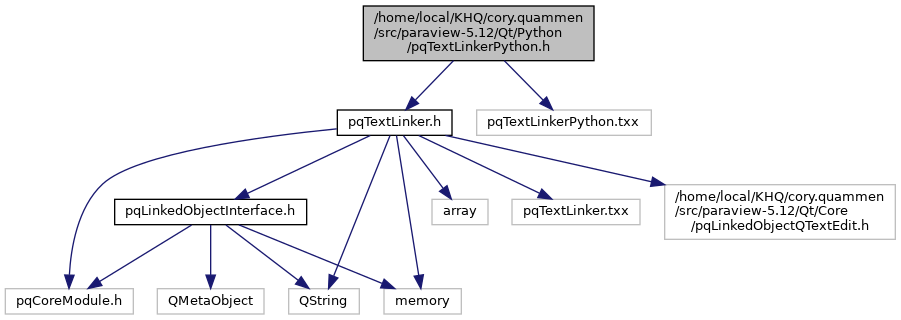 /home/local/KHQ/cory.quammen
/src/paraview-5.12/Qt/Python
/pqTextLinkerPython.h
pqTextLinker.h
pqTextLinkerPython.txx
pqLinkedObjectInterface.h
array
pqTextLinker.txx
/home/local/KHQ/cory.quammen
/src/paraview-5.12/Qt/Core
/pqLinkedObjectQTextEdit.h
pqCoreModule.h
QMetaObject
QString
memory